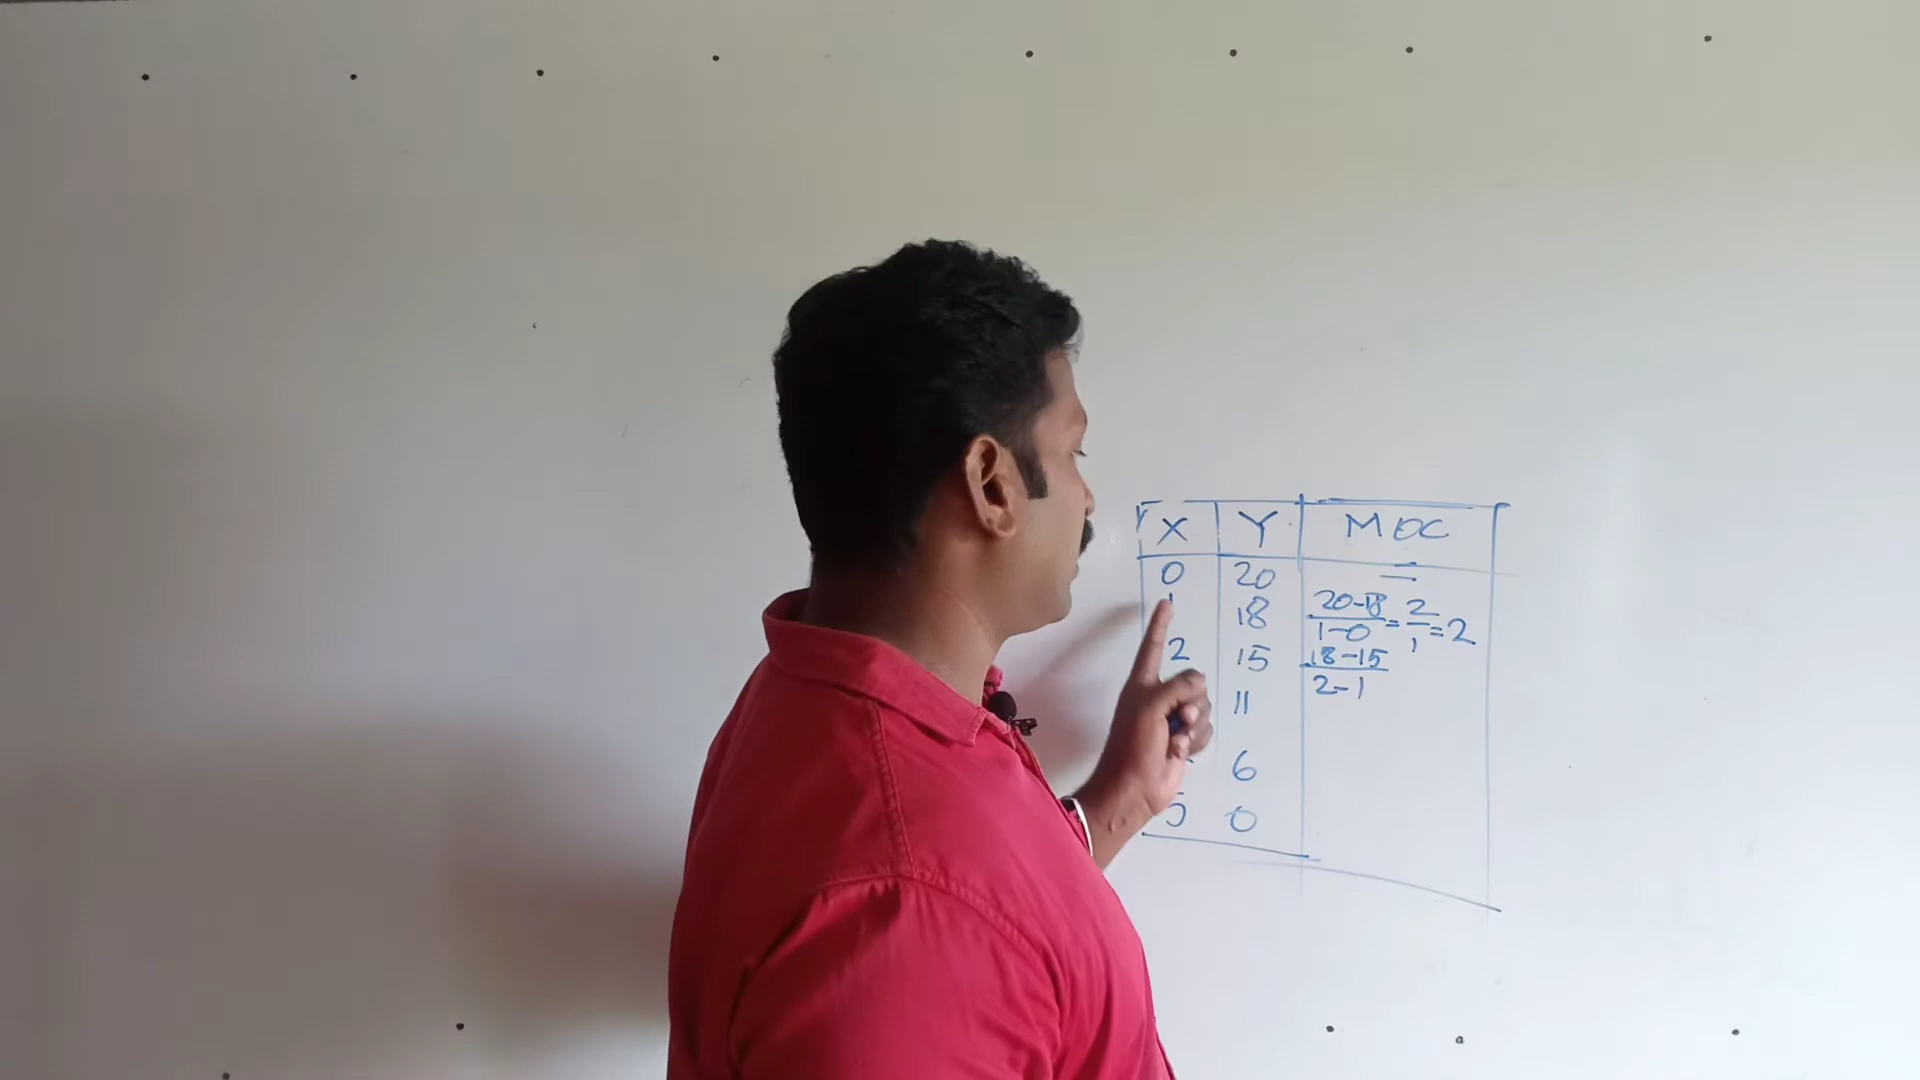 X Y MOC
0 20 —
1 18 20-18/1-0 = 2/1 = 2
2 15 18-15/2-1
11
6
5 0